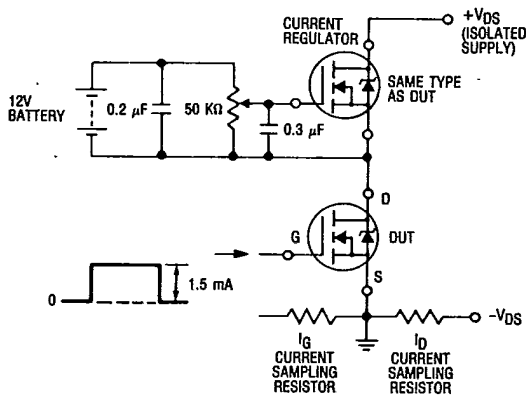 +VDS
(ISOLATED
SUPPLY)
CURRENT
REGULATOR
SAME TYPE
AS DUT
12V
BATTERY
0.2 μF
50 KΩ
0.3 μF
D
G
DUT
S
1.5 mA
0
IG
CURRENT
SAMPLING
RESISTOR
ID
CURRENT
SAMPLING
RESISTOR
-VDS